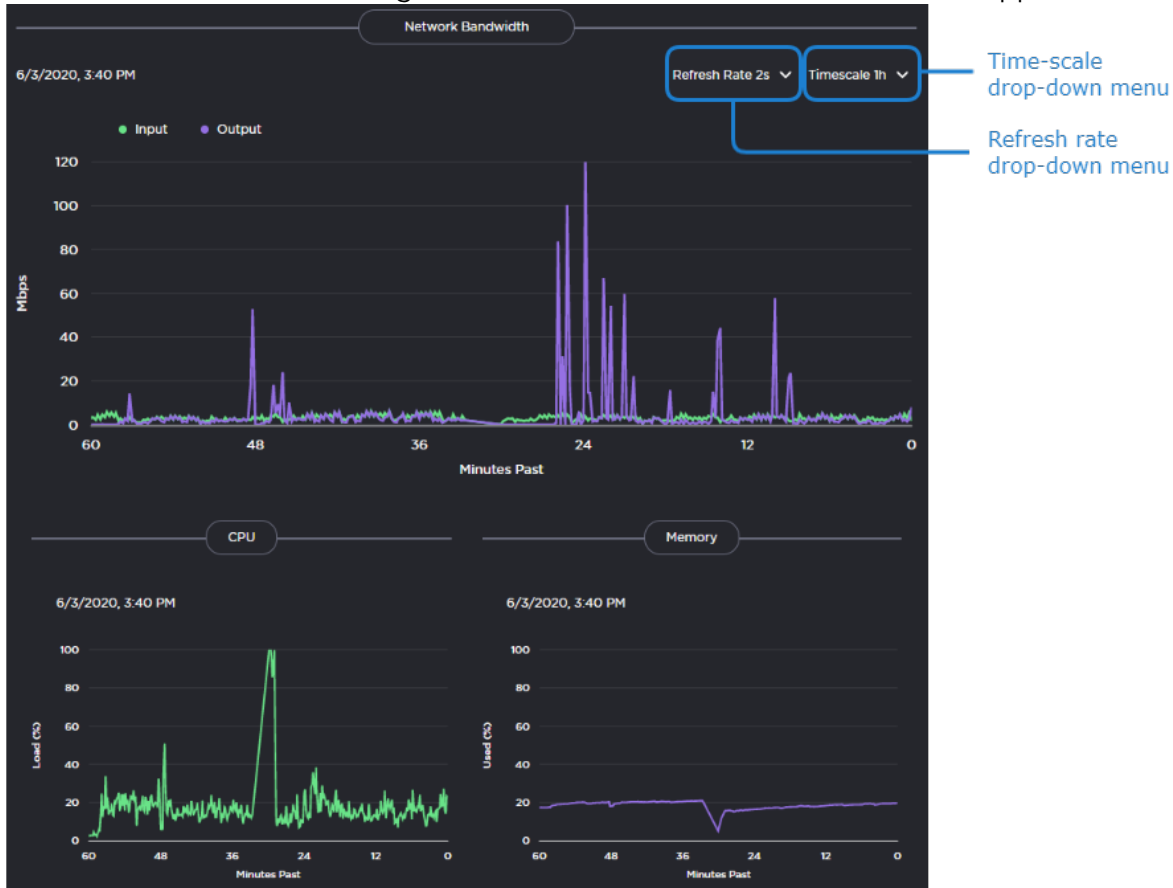 Network Bandwidth
6/3/2020, 3:40 PM
Refresh Rate 2s
Timescale 1h
Time-scale
drop-down menu
Refresh rate
drop-down menu
Input
Output
120
100
80
60
40
20
0
Mbps
60 48 36 24 12 0
Minutes Past
CPU
6/3/2020, 3:40 PM
100
80
60
40
20
0
Load (%)
60 48 36 24 12 0
Minutes Past
Memory
6/3/2020, 3:40 PM
100
80
60
40
20
0
Used (%)
60 48 36 24 12 0
Minutes Past